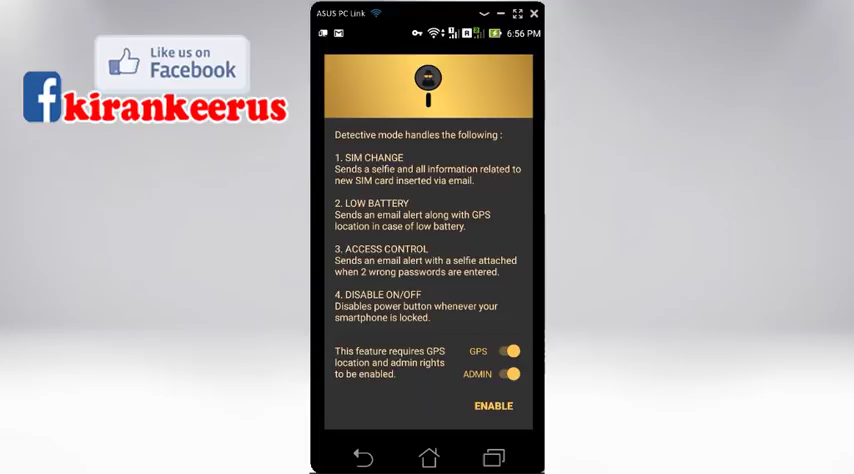 ASUS PC Link
6:56 PM
Like us on
Facebook
f kirankeerus
Detective mode handles the following :
1. SIM CHANGE
Sends a selfie and all information related to
new SIM card inserted via email.
2. LOW BATTERY
Sends an email alert along with GPS
location in case of low battery.
3. ACCESS CONTROL
Sends an email alert with a selfie attached
when 2 wrong passwords are entered.
4. DISABLE ON/OFF
Disables power button whenever your
smartphone is locked.
This feature requires GPS
location and admin rights
to be enabled.
GPS
ADMIN
ENABLE